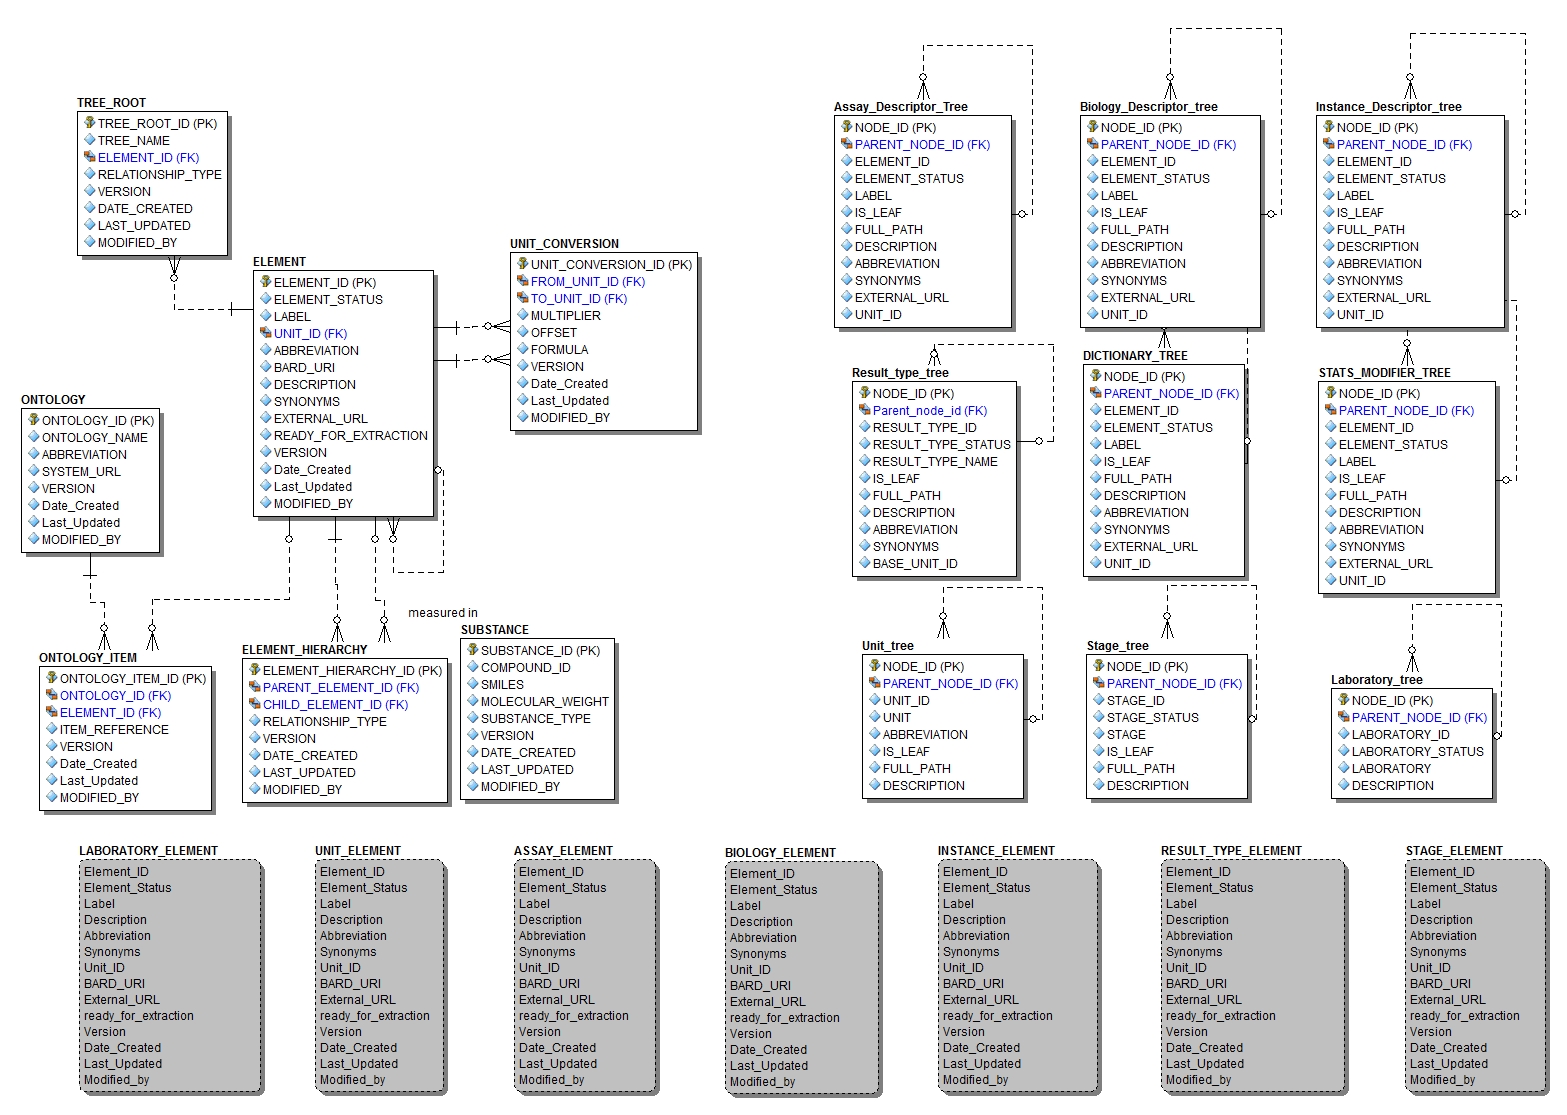 TREE_ROOT
TREE_ROOT_ID (PK)
TREE_NAME
ELEMENT_ID (FK)
RELATIONSHIP_TYPE
VERSION
DATE_CREATED
LAST_UPDATED
MODIFIED_BY
ELEMENT
ELEMENT_ID (PK)
ELEMENT_STATUS
LABEL
UNIT_ID (FK)
ABBREVIATION
BARD_URI
DESCRIPTION
SYNONYMS
EXTERNAL_URL
READY_FOR_EXTRACTION
VERSION
Date_Created
Last_Updated
MODIFIED_BY
UNIT_CONVERSION
UNIT_CONVERSION_ID (PK)
FROM_UNIT_ID (FK)
TO_UNIT_ID (FK)
MULTIPLIER
OFFSET
FORMULA
VERSION
Date_Created
Last_Updated
MODIFIED_BY
ONTOLOGY
ONTOLOGY_ID (PK)
ONTOLOGY_NAME
ABBREVIATION
SYSTEM_URL
VERSION
Date_Created
Last_Updated
MODIFIED_BY
ONTOLOGY_ITEM
ONTOLOGY_ITEM_ID (PK)
ONTOLOGY_ID (FK)
ELEMENT_ID (FK)
ITEM_REFERENCE
VERSION
Date_Created
Last_Updated
MODIFIED_BY
ELEMENT_HIERARCHY
ELEMENT_HIERARCHY_ID (PK)
PARENT_ELEMENT_ID (FK)
CHILD_ELEMENT_ID (FK)
RELATIONSHIP_TYPE
VERSION
DATE_CREATED
LAST_UPDATED
MODIFIED_BY
measured in
SUBSTANCE
SUBSTANCE_ID (PK)
COMPOUND_ID
SMILES
MOLECULAR_WEIGHT
SUBSTANCE_TYPE
VERSION
DATE_CREATED
LAST_UPDATED
MODIFIED_BY
Assay_Descriptor_Tree
NODE_ID (PK)
PARENT_NODE_ID (FK)
ELEMENT_ID
ELEMENT_STATUS
LABEL
IS_LEAF
FULL_PATH
DESCRIPTION
ABBREVIATION
SYNONYMS
EXTERNAL_URL
UNIT_ID
Biology_Descriptor_tree
NODE_ID (PK)
PARENT_NODE_ID (FK)
ELEMENT_ID
ELEMENT_STATUS
LABEL
IS_LEAF
FULL_PATH
DESCRIPTION
ABBREVIATION
SYNONYMS
EXTERNAL_URL
UNIT_ID
Instance_Descriptor_tree
NODE_ID (PK)
PARENT_NODE_ID (FK)
ELEMENT_ID
ELEMENT_STATUS
LABEL
IS_LEAF
FULL_PATH
DESCRIPTION
ABBREVIATION
SYNONYMS
EXTERNAL_URL
UNIT_ID
Result_type_tree
NODE_ID (PK)
Parent_node_id (FK)
RESULT_TYPE_ID
RESULT_TYPE_STATUS
RESULT_TYPE_NAME
IS_LEAF
FULL_PATH
DESCRIPTION
ABBREVIATION
SYNONYMS
BASE_UNIT_ID
DICTIONARY_TREE
NODE_ID (PK)
PARENT_NODE_ID (FK)
ELEMENT_ID
ELEMENT_STATUS
LABEL
IS_LEAF
FULL_PATH
DESCRIPTION
ABBREVIATION
SYNONYMS
EXTERNAL_URL
UNIT_ID
STATS_MODIFIER_TREE
NODE_ID (PK)
PARENT_NODE_ID (FK)
ELEMENT_ID
ELEMENT_STATUS
LABEL
IS_LEAF
FULL_PATH
DESCRIPTION
ABBREVIATION
SYNONYMS
EXTERNAL_URL
UNIT_ID
Unit_tree
NODE_ID (PK)
PARENT_NODE_ID (FK)
UNIT_ID
UNIT
ABBREVIATION
IS_LEAF
FULL_PATH
DESCRIPTION
Stage_tree
NODE_ID (PK)
PARENT_NODE_ID (FK)
STAGE_ID
STAGE_STATUS
STAGE
IS_LEAF
FULL_PATH
DESCRIPTION
Laboratory_tree
NODE_ID (PK)
PARENT_NODE_ID (FK)
LABORATORY_ID
LABORATORY_STATUS
LABORATORY
DESCRIPTION
LABORATORY_ELEMENT
Element_ID
Element_Status
Label
Description
Abbreviation
Synonyms
Unit_ID
BARD_URI
External_URL
ready_for_extraction
Version
Date_Created
Last_Updated
Modified_by
UNIT_ELEMENT
Element_ID
Element_Status
Label
Description
Abbreviation
Synonyms
Unit_ID
BARD_URI
External_URL
ready_for_extraction
Version
Date_Created
Last_Updated
Modified_by
ASSAY_ELEMENT
Element_ID
Element_Status
Label
Description
Abbreviation
Synonyms
Unit_ID
BARD_URI
External_URL
ready_for_extraction
Version
Date_Created
Last_Updated
Modified_by
BIOLOGY_ELEMENT
Element_ID
Element_Status
Label
Description
Abbreviation
Synonyms
Unit_ID
BARD_URI
External_URL
ready_for_extraction
Version
Date_Created
Last_Updated
Modified_by
INSTANCE_ELEMENT
Element_ID
Element_Status
Label
Description
Abbreviation
Synonyms
Unit_ID
BARD_URI
External_URL
ready_for_extraction
Version
Date_Created
Last_Updated
Modified_by
RESULT_TYPE_ELEMENT
Element_ID
Element_Status
Label
Description
Abbreviation
Synonyms
Unit_ID
BARD_URI
External_URL
ready_for_extraction
Version
Date_Created
Last_Updated
Modified_by
STAGE_ELEMENT
Element_ID
Element_Status
Label
Description
Abbreviation
Synonyms
Unit_ID
BARD_URI
External_URL
ready_for_extraction
Version
Date_Created
Last_Updated
Modified_by